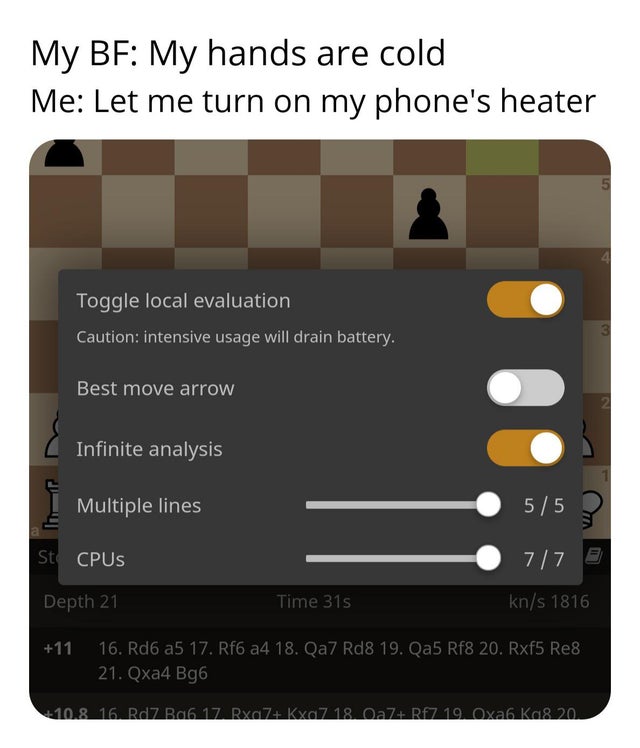 My BF: My hands are cold
Me: Let me turn on my phone's heater
5
4
Toggle local evaluation
Caution: intensive usage will drain battery.
3
Best move arrow
2
Infinite analysis
1
Multiple lines 5 / 5
a
CPUs 7 / 7
Depth 21 Time 31s kn/s 1816
+11 16. Rd6 a5 17. Rf6 a4 18. Qa7 Rd8 19. Qa5 Rf8 20. Rxf5 Re8
21. Qxa4 Bg6
+10.8 16. Rd7 Bg6 17. Rxg7+ Kxg7 18. Qa7+ Rf7 19. Qxa6 Kg8 20.